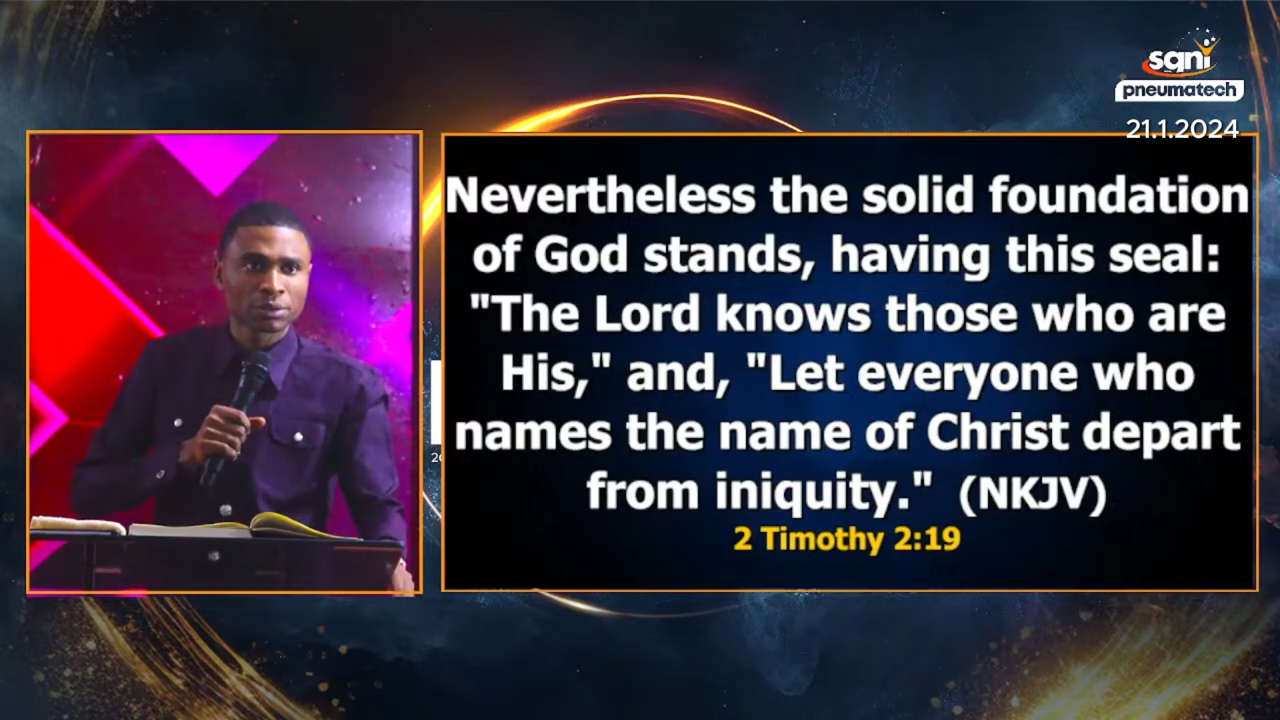 sqni
pneumatech
21.1.2024
Nevertheless the solid foundation
of God stands, having this seal:
"The Lord knows those who are
His," and, "Let everyone who
names the name of Christ depart
from iniquity." (NKJV)
2 Timothy 2:19